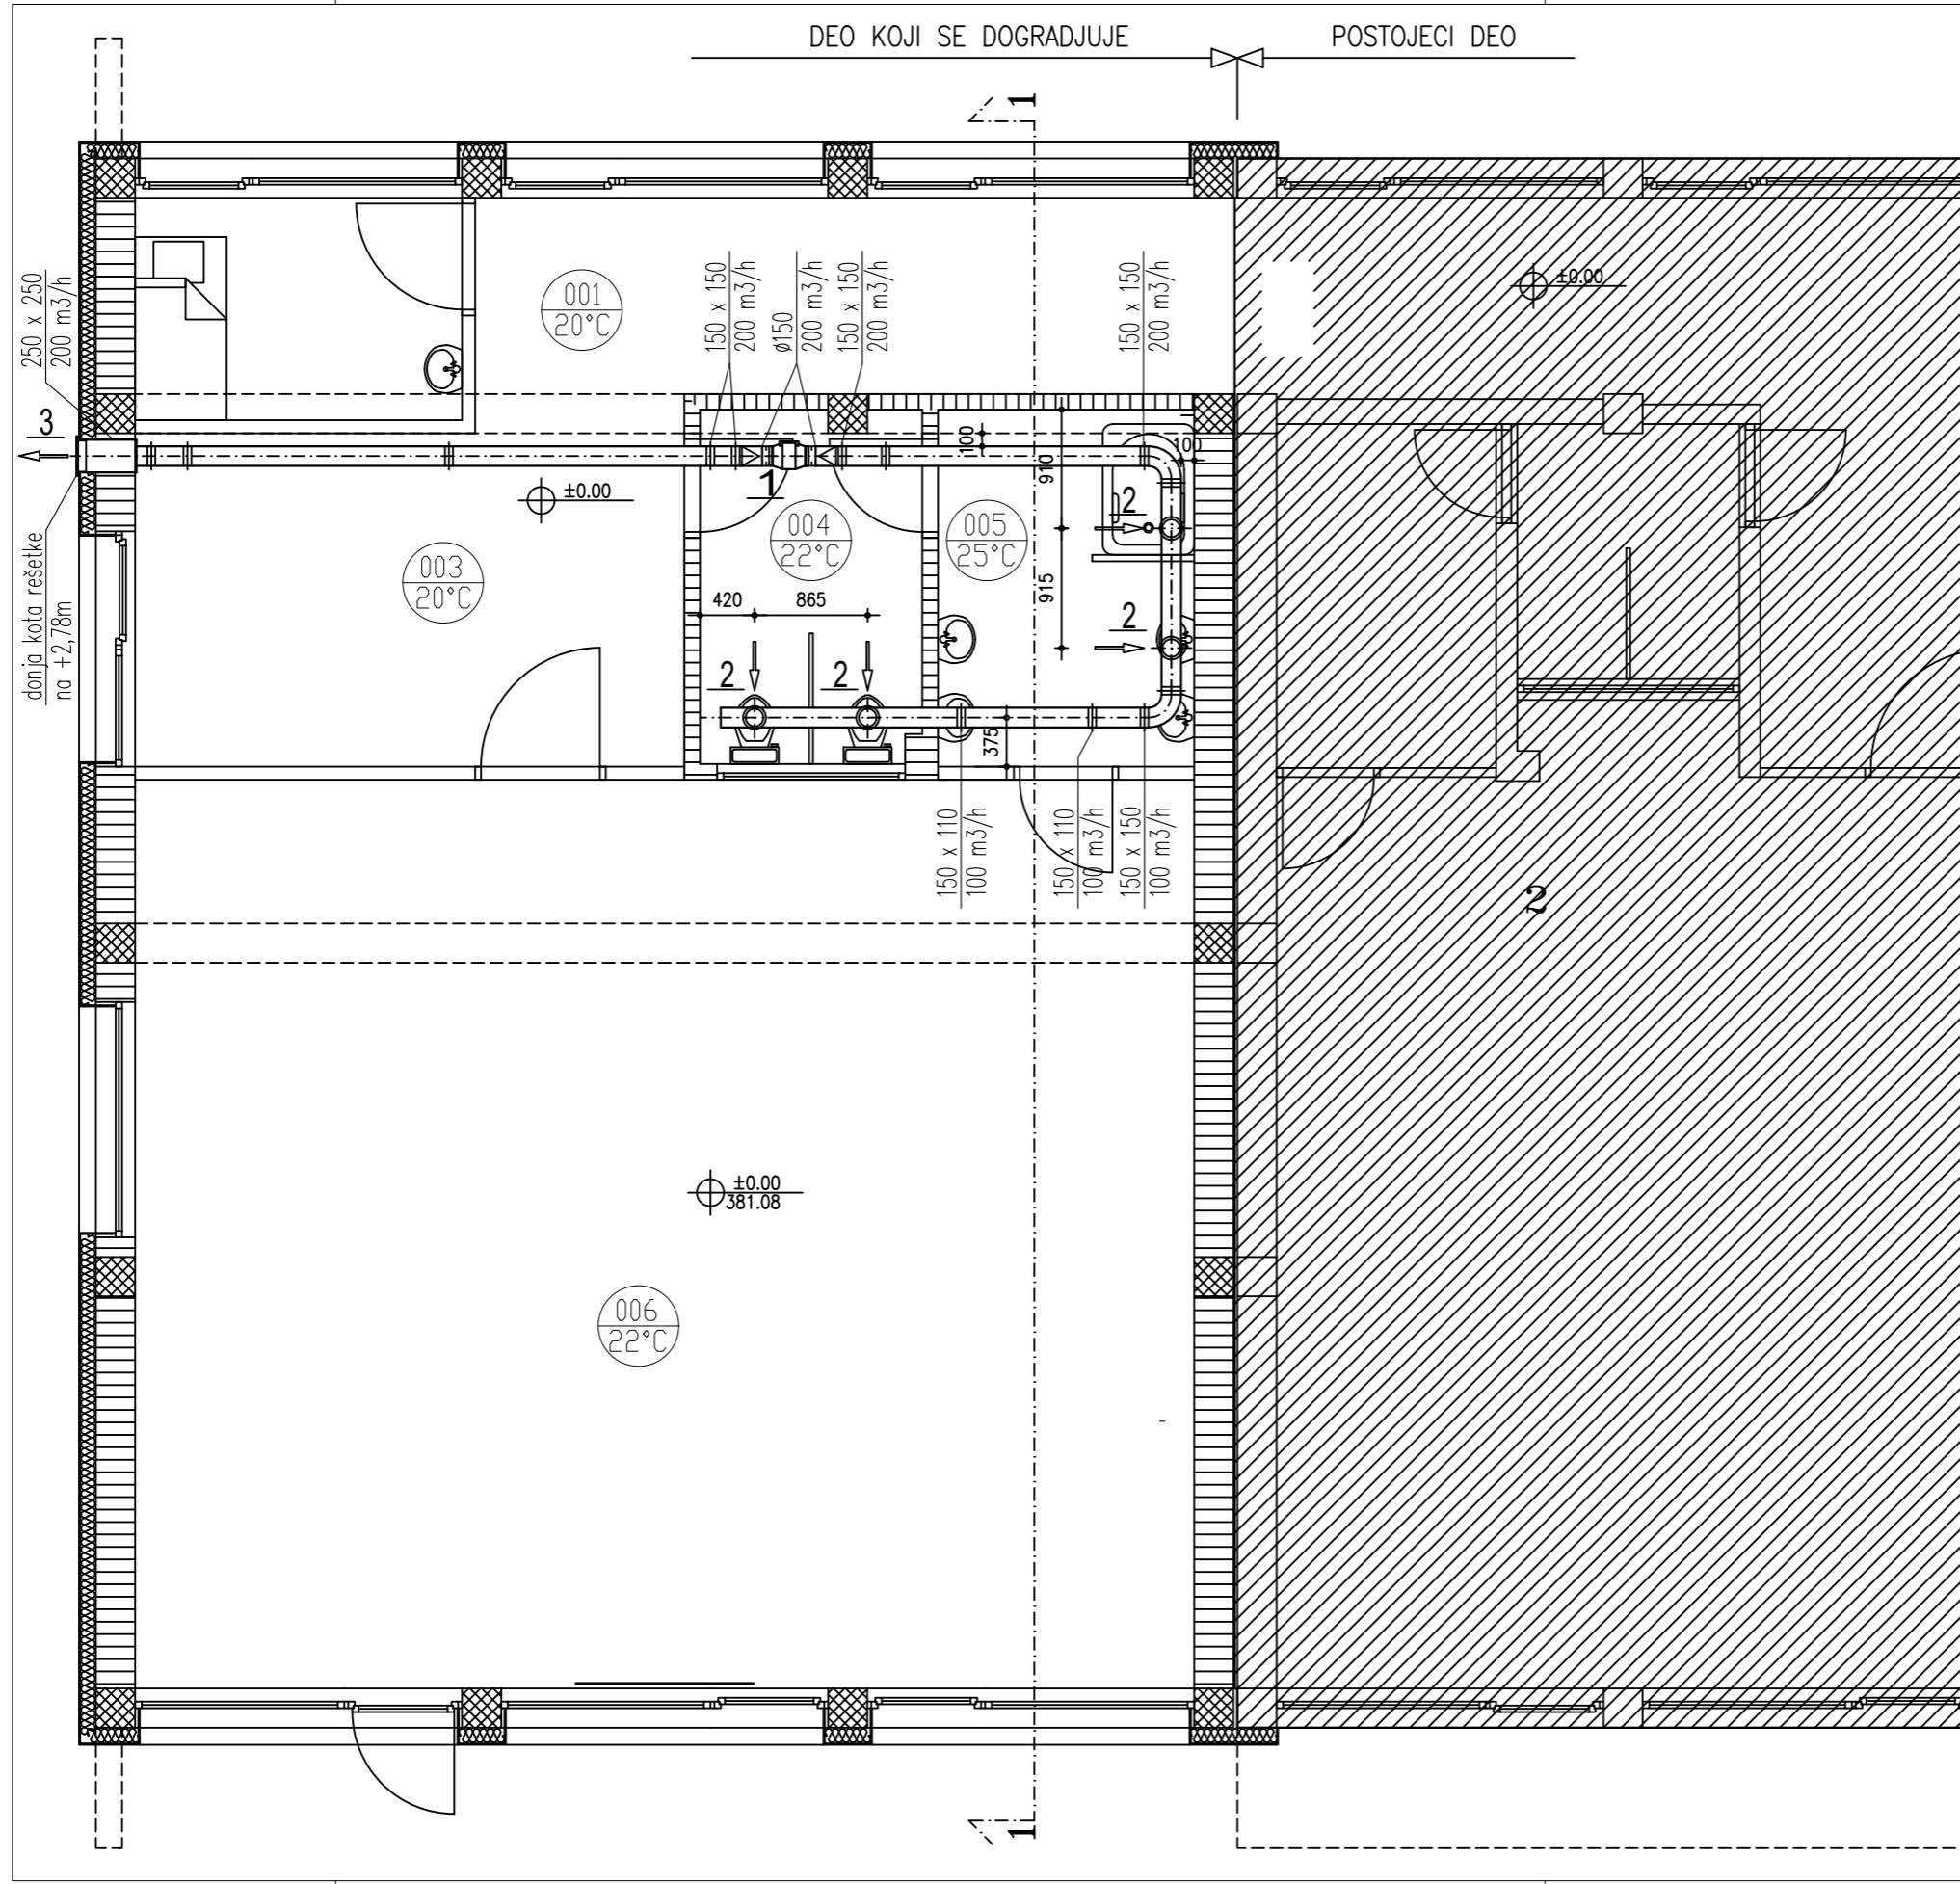 DEO KOJI SE DOGRADJUJE
POSTOJECI DEO
1
250 x 250
200 m3/h
001
20°C
150 x 150
200 m3/h
ø150
200 m3/h
150 x 150
200 m3/h
150 x 150
200 m3/h
±0.00
3
100
100
910
±0.00
1
2
004
22°C
005
25°C
003
20°C
donja kota rešetke
na +2,78m
915
420
865
2
2
2
375
150 x 110
100 m3/h
150 x 110
100 m3/h
150 x 150
100 m3/h
2
±0.00
381.08
006
22°C
1